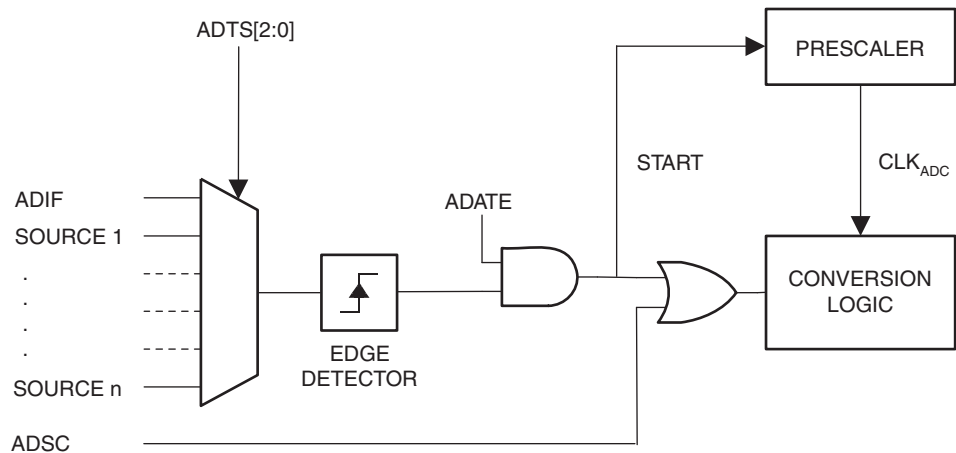 ADTS[2:0]
PRESCALER
START
CLKADC
ADIF
ADATE
SOURCE 1
.
.
.
.
CONVERSION
LOGIC
EDGE
DETECTOR
SOURCE n
ADSC